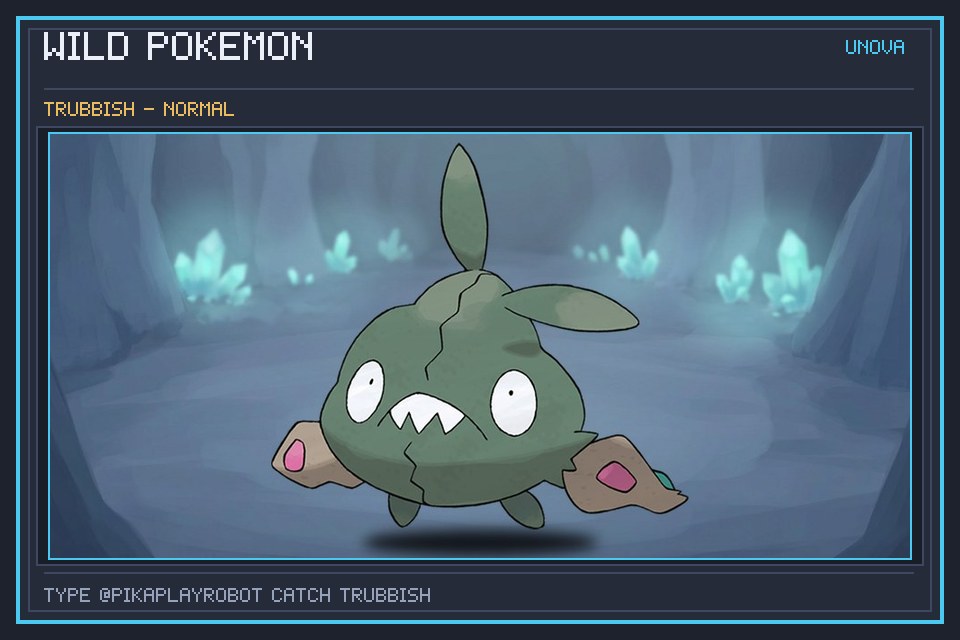 WILD POKEMON
UNOVA
TRUBBISH - NORMAL
TYPE @PIKAPLAYROBOT CATCH TRUBBISH